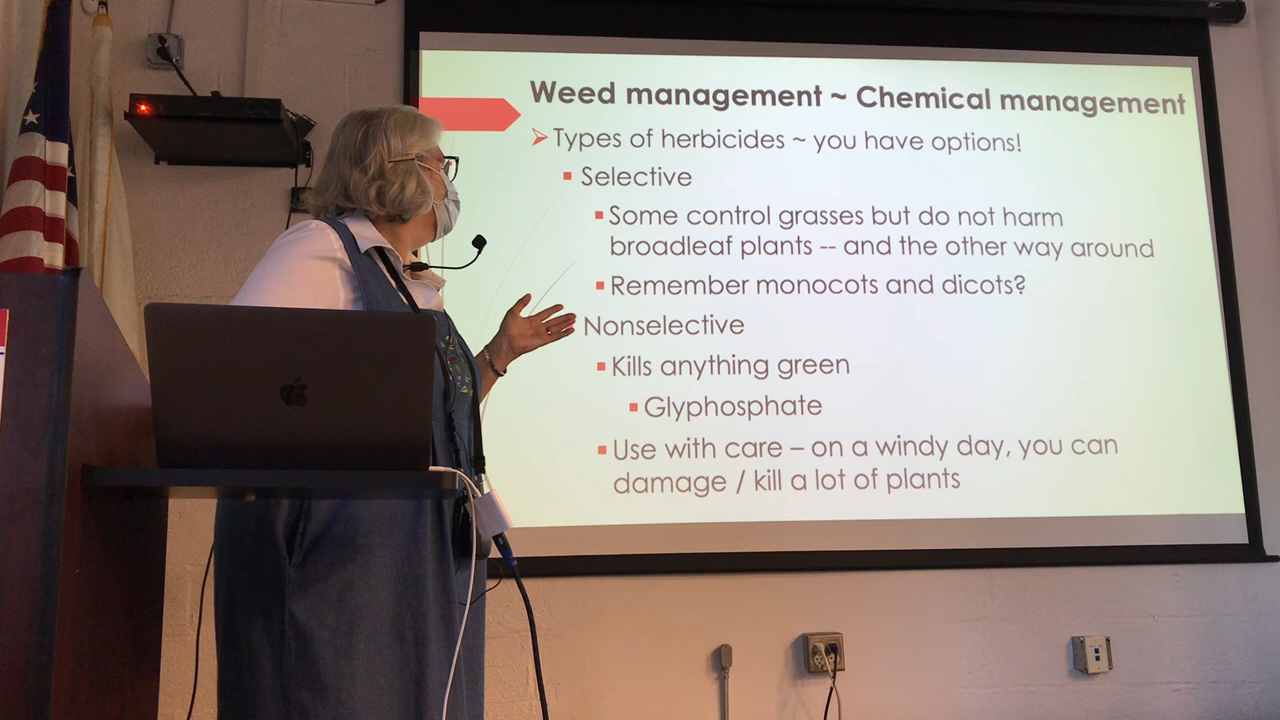 Weed management ~ Chemical management
Types of herbicides ~ you have options!
Selective
Some control grasses but do not harm
broadleaf plants -- and the other way around
Remember monocots and dicots?
Nonselective
Kills anything green
Glyphosphate
Use with care – on a windy day, you can
damage / kill a lot of plants